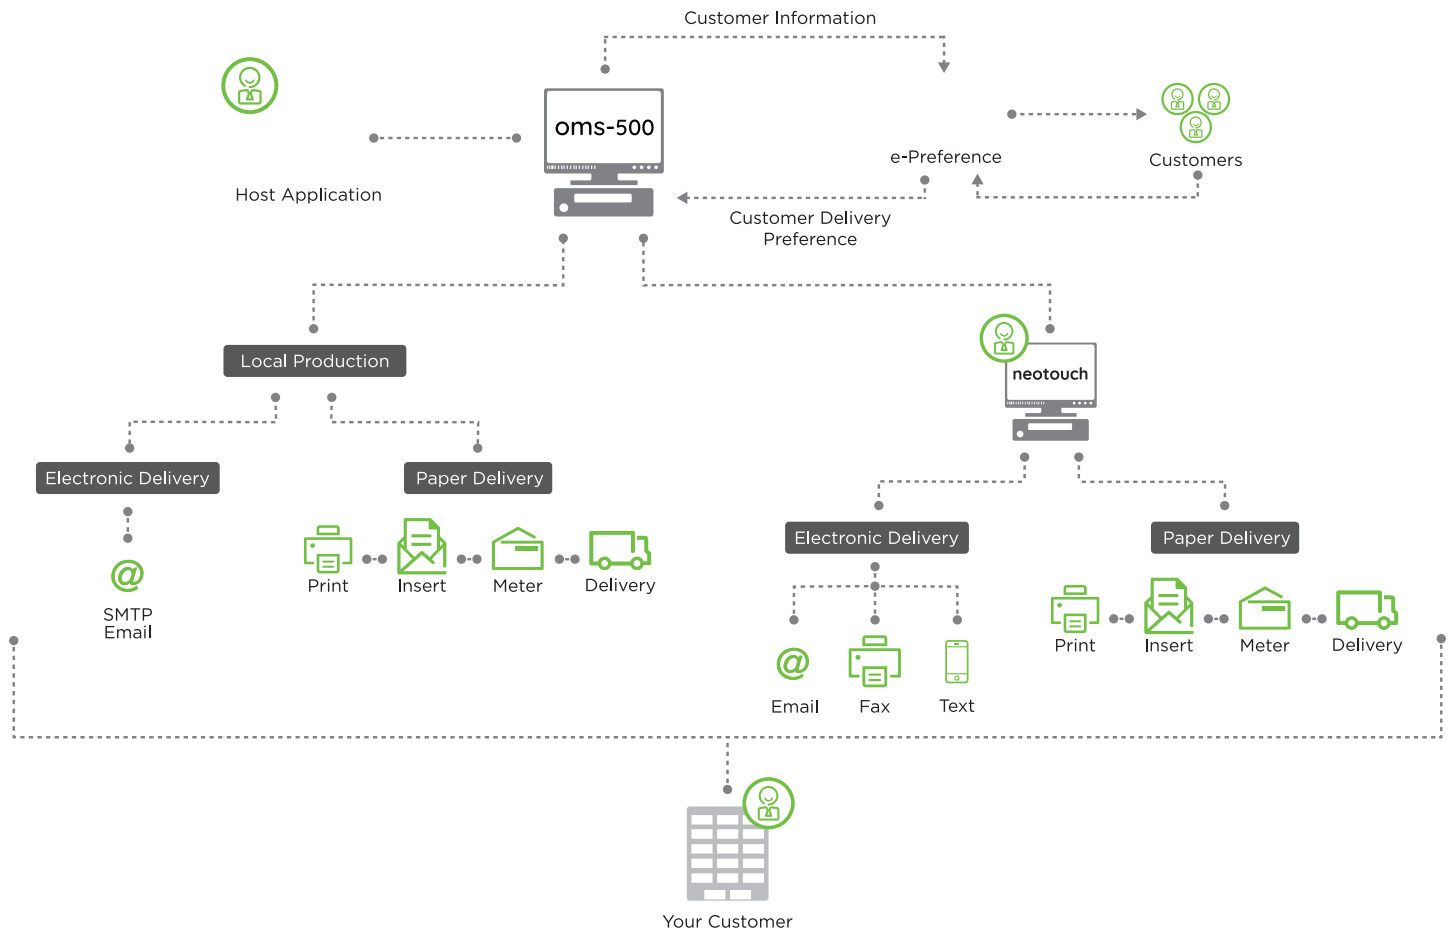 Customer Information
oms-500
e-Preference
Customers
Host Application
Customer Delivery
Preference
Local Production
neotouch
Electronic Delivery
Paper Delivery
Print
Insert
Meter
Delivery
@
SMTP
Email
Electronic Delivery
Paper Delivery
@
Email
Fax
Text
Print
Insert
Meter
Delivery
Your Customer